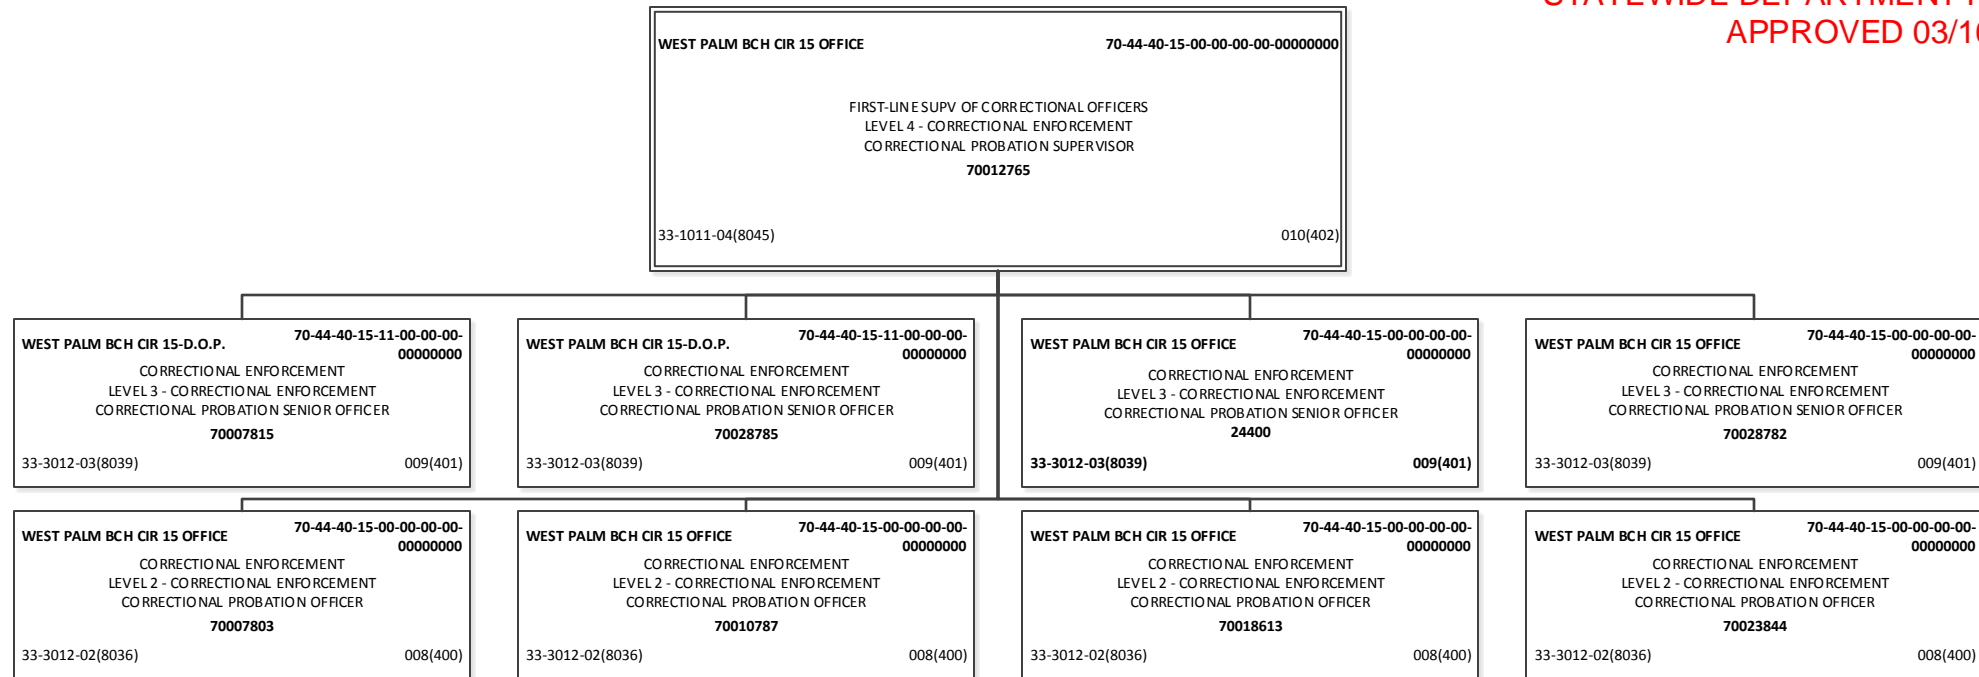 STATEWIDE DEPARTMENT
APPROVED 03/10
WEST PALM BCH CIR 15 OFFICE 70-44-40-15-00-00-00-00-00000000
FIRST-LINE SUPV OF CORRECTIONAL OFFICERS
LEVEL 4 - CORRECTIONAL ENFORCEMENT
CORRECTIONAL PROBATION SUPERVISOR
70012765
33-1011-04(8045) 010(402)
WEST PALM BCH CIR 15-D.O.P. 70-44-40-15-11-00-00-00-
00000000
CORRECTIONAL ENFORCEMENT
LEVEL 3 - CORRECTIONAL ENFORCEMENT
CORRECTIONAL PROBATION SENIOR OFFICER
70007815
33-3012-03(8039) 009(401)
WEST PALM BCH CIR 15-D.O.P. 70-44-40-15-11-00-00-00-
00000000
CORRECTIONAL ENFORCEMENT
LEVEL 3 - CORRECTIONAL ENFORCEMENT
CORRECTIONAL PROBATION SENIOR OFFICER
70028785
33-3012-03(8039) 009(401)
WEST PALM BCH CIR 15 OFFICE 70-44-40-15-00-00-00-00-
00000000
CORRECTIONAL ENFORCEMENT
LEVEL 3 - CORRECTIONAL ENFORCEMENT
CORRECTIONAL PROBATION SENIOR OFFICER
24400
33-3012-03(8039) 009(401)
WEST PALM BCH CIR 15 OFFICE 70-44-40-15-00-00-00-00-
00000000
CORRECTIONAL ENFORCEMENT
LEVEL 3 - CORRECTIONAL ENFORCEMENT
CORRECTIONAL PROBATION SENIOR OFFICER
70028782
33-3012-03(8039) 009(401)
WEST PALM BCH CIR 15 OFFICE 70-44-40-15-00-00-00-00-
00000000
CORRECTIONAL ENFORCEMENT
LEVEL 2 - CORRECTIONAL ENFORCEMENT
CORRECTIONAL PROBATION OFFICER
70007803
33-3012-02(8036) 008(400)
WEST PALM BCH CIR 15 OFFICE 70-44-40-15-00-00-00-00-
00000000
CORRECTIONAL ENFORCEMENT
LEVEL 2 - CORRECTIONAL ENFORCEMENT
CORRECTIONAL PROBATION OFFICER
70010787
33-3012-02(8036) 008(400)
WEST PALM BCH CIR 15 OFFICE 70-44-40-15-00-00-00-00-
00000000
CORRECTIONAL ENFORCEMENT
LEVEL 2 - CORRECTIONAL ENFORCEMENT
CORRECTIONAL PROBATION OFFICER
70018613
33-3012-02(8036) 008(400)
WEST PALM BCH CIR 15 OFFICE 70-44-40-15-00-00-00-00-
00000000
CORRECTIONAL ENFORCEMENT
LEVEL 2 - CORRECTIONAL ENFORCEMENT
CORRECTIONAL PROBATION OFFICER
70023844
33-3012-02(8036) 008(400)